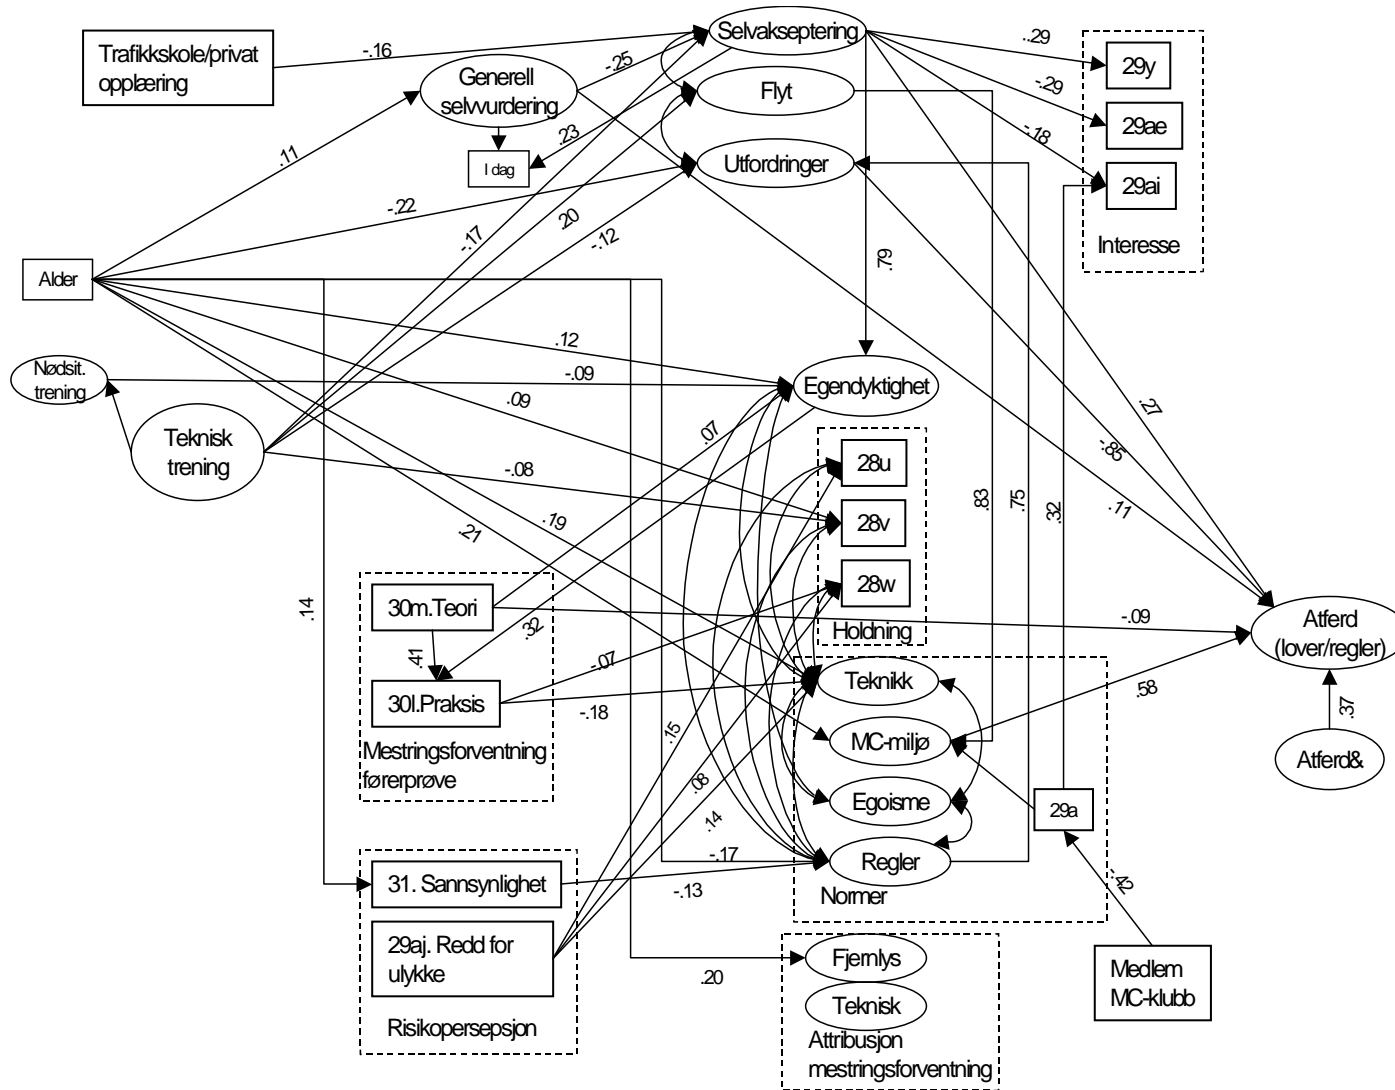 Trafikkskole/privat
opplæring
-.16
Selvakseptering
..29
29y
Generell
selvvurdering
-.25
Flyt
-.29
29ae
.11
.23
I dag
Utfordringer
-.18
29ai
Interesse
-.22
-.17
.20
-.12
.79
Alder
.12
Nødsit.
trening
-.09
Egendyktighet
.09
.07
.27
Teknisk
trening
-.08
28u
28v
28w
Holdning
-.85
.83
.75
.32
.11
.21
.19
.14
30m.Teori
.41
.32
30l.Praksis
Mestringsforventning
førerprøve
-.07
-.18
-.09
Atferd
(lover/regler)
.58
.37
Atferd&
Teknikk
MC-miljø
Egoisme
Regler
Normer
29a
-.42
Medlem
MC-klubb
.15
.08
.14
-.17
-.13
31. Sannsynlighet
29aj. Redd for
ulykke
Risikopersepsjon
.20
Fjernlys
Teknisk
Attribusjon
mestringsforventning